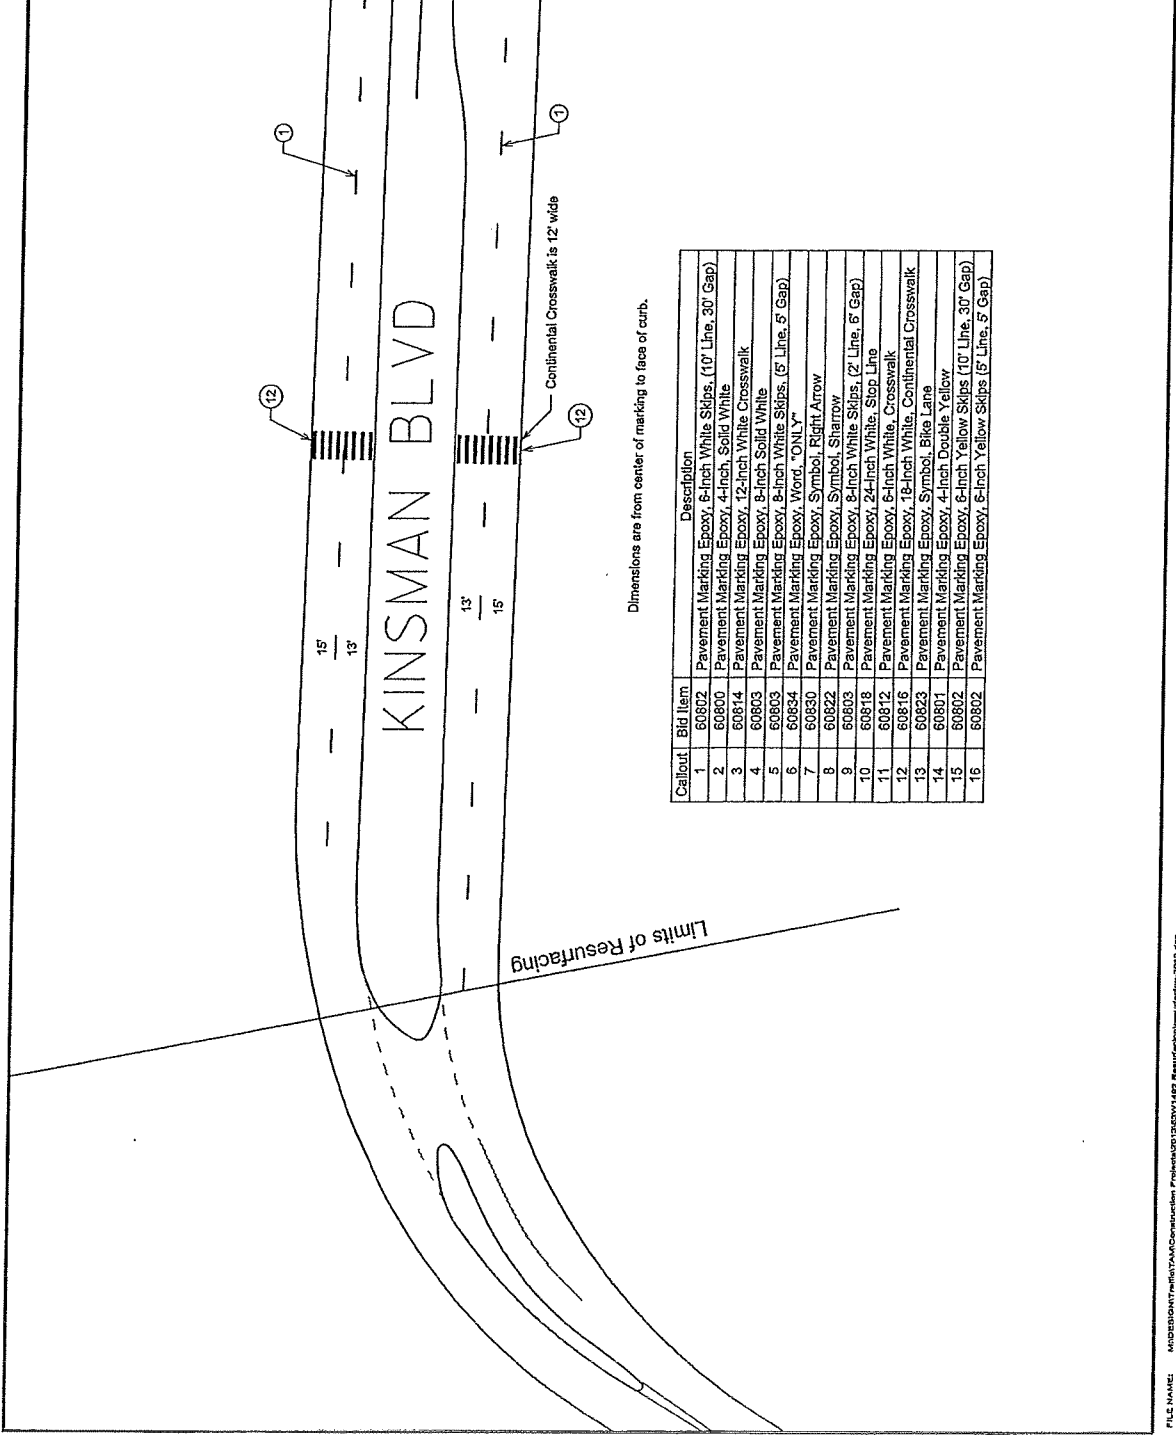 1
1
12
Continental Crosswalk is 12' wide
12
KINSMAN BLVD
15'
13'
13'
15'
Limits of Resurfacing
Dimensions are from center of marking to face of curb.
Callout Bid Item Description
1 60802 Pavement Marking Epoxy, 6-Inch White Skips, (10' Line, 30' Gap)
2 60800 Pavement Marking Epoxy, 4-Inch, Solid White
3 60814 Pavement Marking Epoxy, 12-Inch White Crosswalk
4 60803 Pavement Marking Epoxy, 8-Inch Solid White
5 60803 Pavement Marking Epoxy, 8-Inch White Skips, (5' Line, 5' Gap)
6 60834 Pavement Marking Epoxy, Word, "ONLY"
7 60830 Pavement Marking Epoxy, Symbol, Right Arrow
8 60822 Pavement Marking Epoxy, Symbol, Sharrow
9 60803 Pavement Marking Epoxy, 8-Inch White Skips, (2' Line, 6' Gap)
10 60818 Pavement Marking Epoxy, 24-Inch White, Stop Line
11 60812 Pavement Marking Epoxy, 6-Inch White, Crosswalk
12 60816 Pavement Marking Epoxy, 18-Inch White, Continental Crosswalk
13 60823 Pavement Marking Epoxy, Symbol, Bike Lane
14 60801 Pavement Marking Epoxy, 4-Inch Double Yellow
15 60802 Pavement Marking Epoxy, 6-Inch Yellow Skips (10' Line, 30' Gap)
16 60802 Pavement Marking Epoxy, 6-Inch Yellow Skips (5' Line, 5' Gap)
FILE NAME: